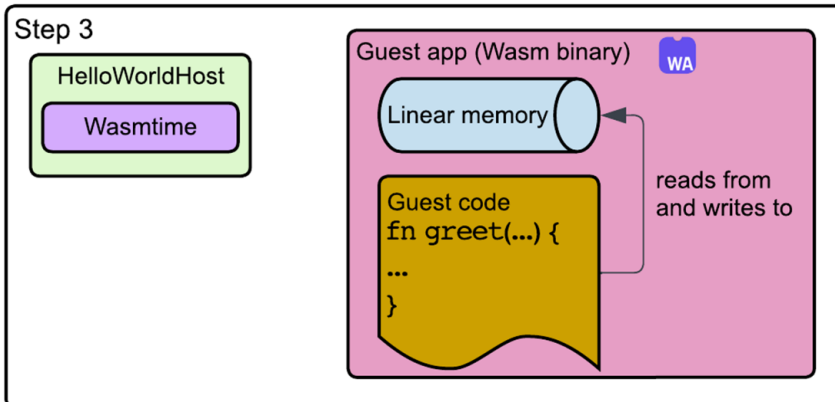 Step 3
HelloWorldHost
Wasmtime
Guest app (Wasm binary)
WA
Linear memory
reads from
and writes to
Guest code
fn greet(...) {
...
}